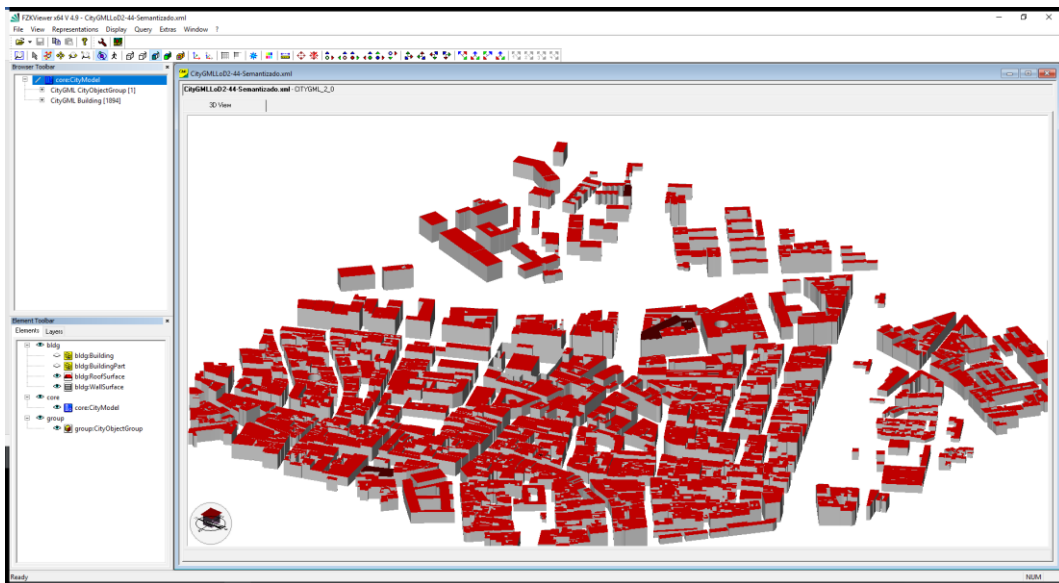 FZKViewer x64 V 4.9 - CityGMLLoD2-44-Semantizado.xml
File View Representations Display Query Extras Window ?
Browser Toolbar
core:CityModel
CityGML CityObjectGroup [1]
CityGML Building [1894]
CityGMLLoD2-44-Semantizado.xml
CityGMLLoD2-44-Semantizado.xml - CITYGML_2_0
3D View
Element Toolbar
Elements Layers
bldg
bldg:Building
bldg:BuildingPart
bldg:RoofSurface
bldg:WallSurface
core
core:CityModel
group
group:CityObjectGroup
Ready
NUM